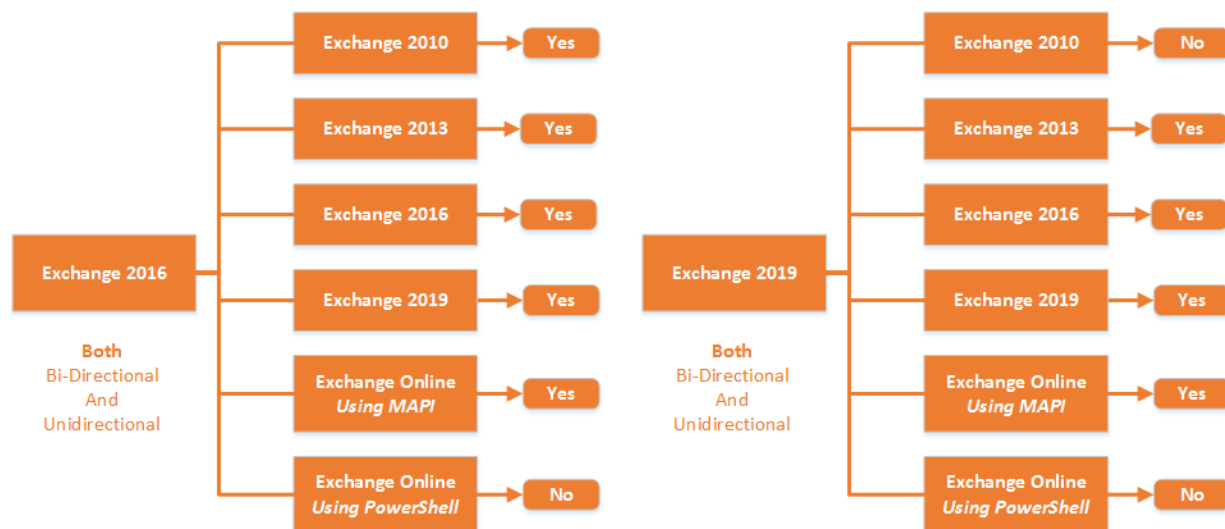 Exchange 2010
Yes
Exchange 2013
Yes
Exchange 2016
Yes
Exchange 2016
Exchange 2019
Yes
Both
Bi-Directional
And
Unidirectional
Exchange Online
Using MAPI
Yes
Exchange Online
Using PowerShell
No
Exchange 2010
No
Exchange 2013
Yes
Exchange 2016
Yes
Exchange 2019
Exchange 2019
Yes
Both
Bi-Directional
And
Unidirectional
Exchange Online
Using MAPI
Yes
Exchange Online
Using PowerShell
No